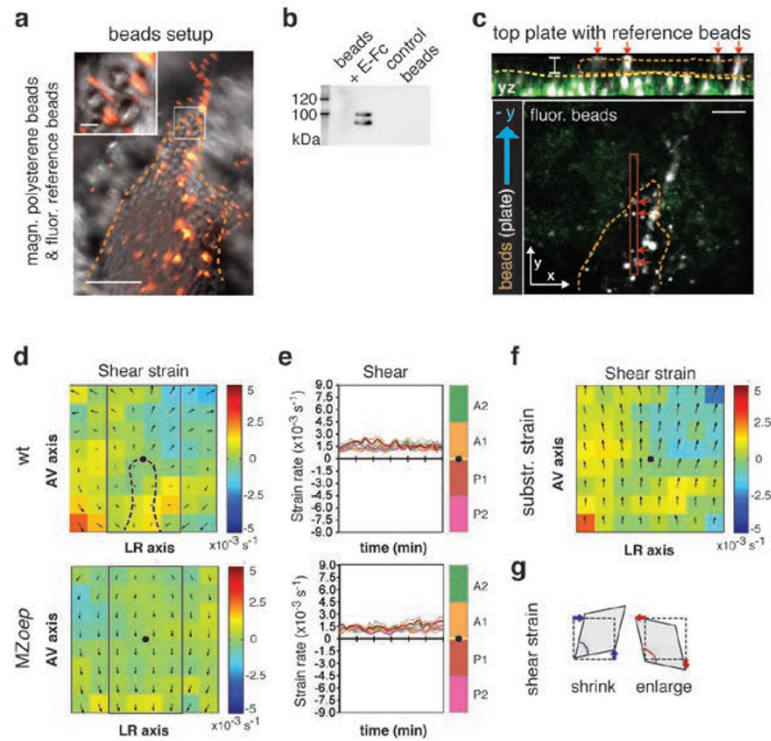 a
beads setup
magn. polysterene beads
& fluor. reference beads
b
beads
+ E-Fc
control
beads
120
100
kDa
c
top plate with reference beads
yz
- y
fluor. beads
beads (plate)
y
x
d
Shear strain
wt
AV axis
5
2.5
0
-2.5
-5
LR axis
x10⁻³ s⁻¹
MZoep
AV axis
5
2.5
0
-2.5
-5
LR axis
x10⁻³ s⁻¹
e
Shear
Strain rate (x10⁻³ s⁻¹)
9.0
7.5
6.0
4.5
3.0
1.5
0
-1.5
-3.0
-4.5
-6.0
-7.5
-9.0
A2
A1
P1
P2
time (min)
Strain rate (x10⁻³ s⁻¹)
9.0
7.5
6.0
4.5
3.0
1.5
0
-1.5
-3.0
-4.5
-6.0
-7.5
-9.0
A2
A1
P1
P2
time (min)
f
Shear strain
substr. strain
AV axis
5
2.5
0
-2.5
-5
LR axis
x10⁻³ s⁻¹
g
shear strain
shrink
enlarge